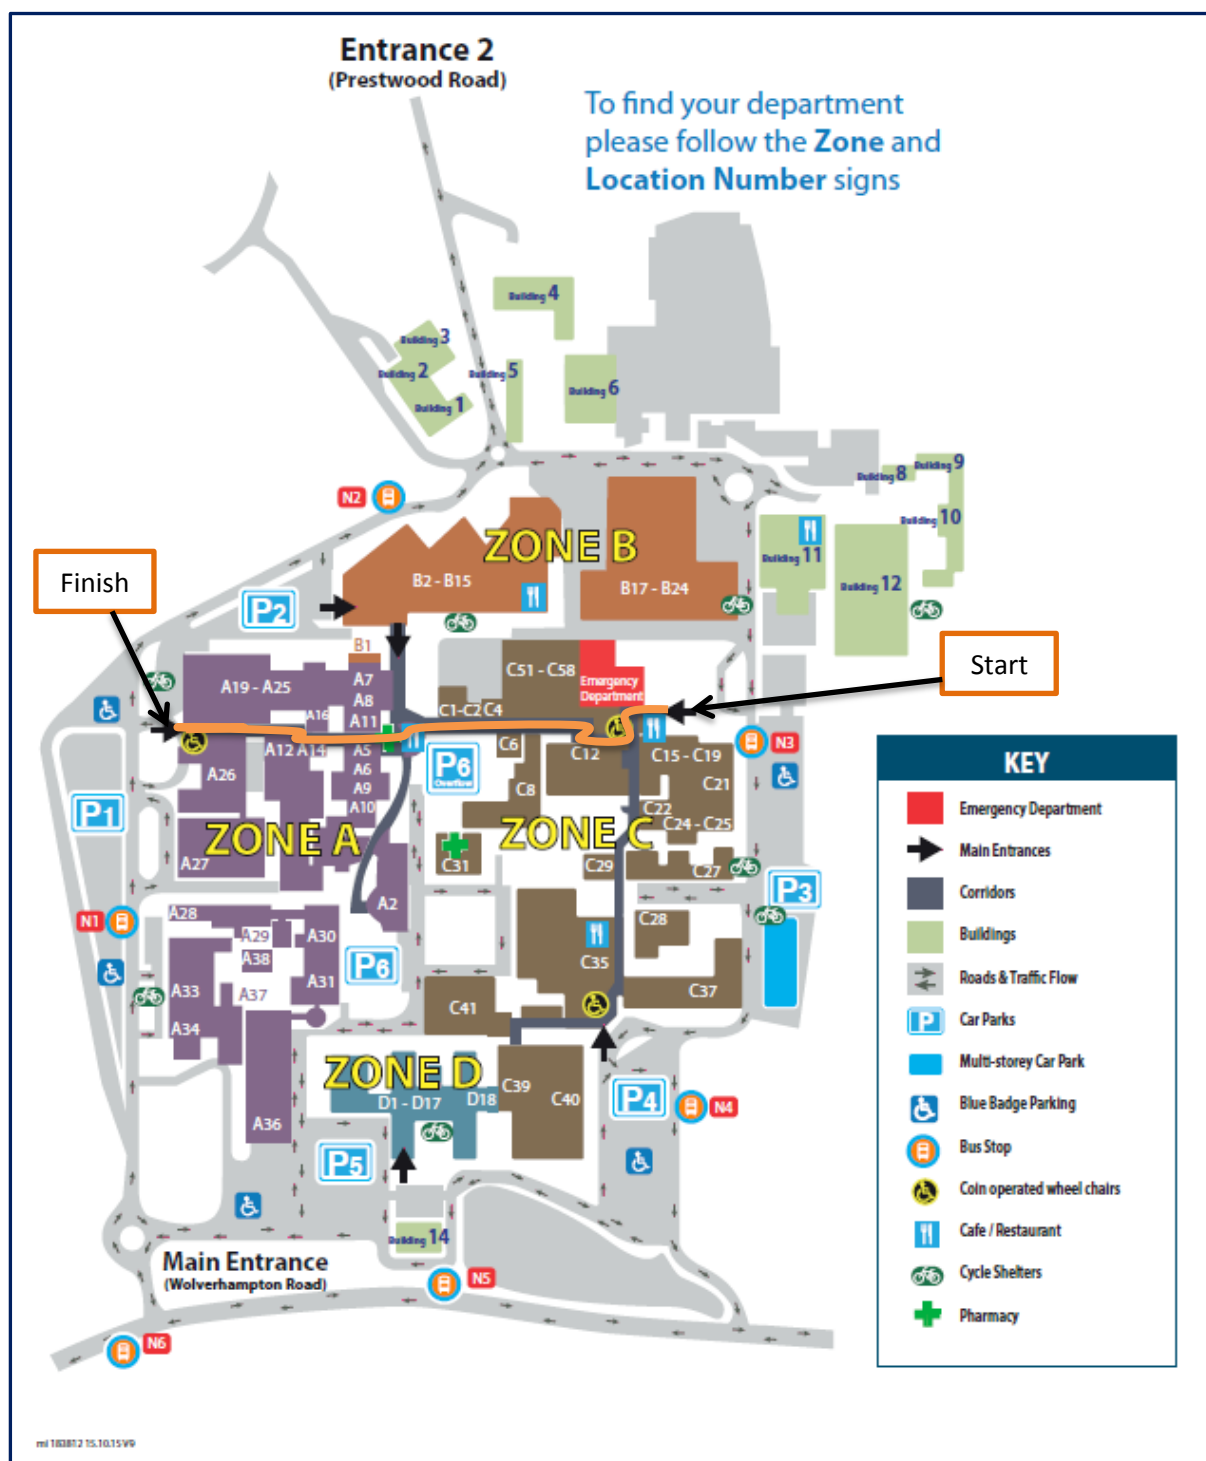 Entrance 2
(Prestwood Road)
To find your department
please follow the Zone and
Location Number signs
Building 4
Building 3
Building 2
Building 5
Building 6
Building 1
Building 9
Building 8
N2
Building 10
ZONE B
Building 11
Building 12
Finish
B2 - B15
B17 - B24
P2
B1
Start
A19 - A25
A7
C51 - C58
Emergency
Department
A8
C1-C2 C4
A16
A11
N3
A12
A14
A5
C6
C12
C15 - C19
A26
A6
P6
Overflow
C21
A9
C8
A10
C22
P1
ZONE A
ZONE C
C24 - C25
A27
C31
C29
C27
P3
A2
A28
N1
A29
A30
C28
A38
P6
C35
A33
A37
A31
C37
A34
C41
ZONE D
C39
C40
D1 - D17
D18
P4
N4
A36
P5
Building 14
Main Entrance
(Wolverhampton Road)
N5
N6
KEY
Emergency Department
Main Entrances
Corridors
Buildings
Roads & Traffic Flow
P
Car Parks
Multi-storey Car Park
Blue Badge Parking
Bus Stop
Coin operated wheel chairs
Cafe / Restaurant
Cycle Shelters
Pharmacy
mi 183812 15.10.15 V9